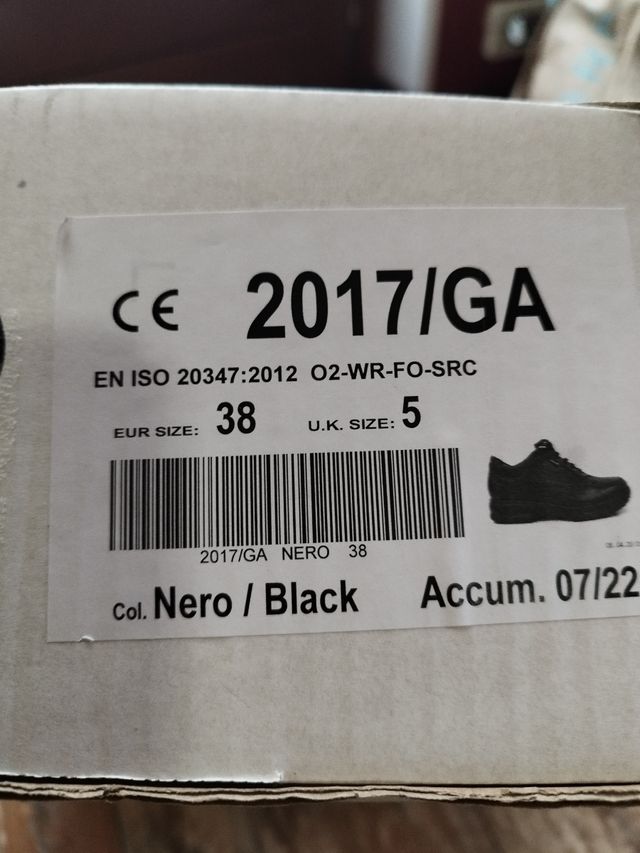 CE 2017/GA
EN ISO 20347:2012 O2-WR-FO-SRC
EUR SIZE: 38 U.K. SIZE: 5
2017/GA NERO 38
Col. Nero / Black Accum. 07/22